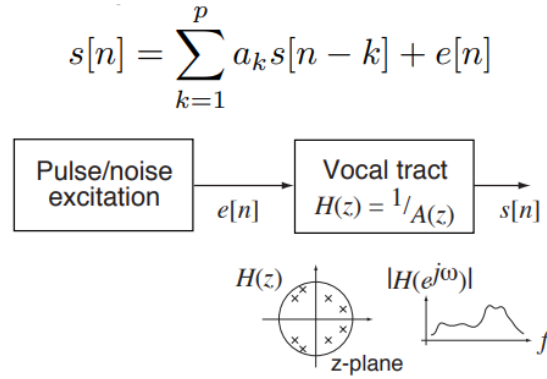 s[n] = \sum_{k=1}^{p} a_k s[n − k] + e[n]
Pulse/noise
excitation
e[n]
Vocal tract
H(z) = 1/A(z)
s[n]
H(z)
z-plane
|H(e^{jω})|
f